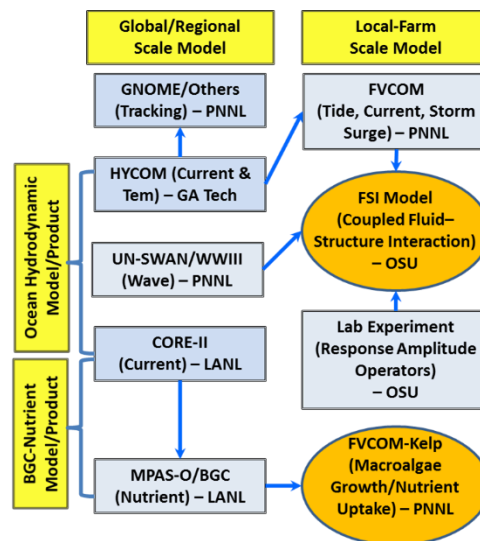 Global/Regional
Scale Model
Local-Farm
Scale Model
GNOME/Others
(Tracking) – PNNL
FVCOM
(Tide, Current, Storm
Surge) – PNNL
HYCOM (Current &
Tem) – GA Tech
FSI Model
(Coupled Fluid–
Structure Interaction)
– OSU
UN-SWAN/WWIII
(Wave) – PNNL
Ocean Hydrodynamic
Model/Product
CORE-II
(Current) – LANL
Lab Experiment
(Response Amplitude
Operators)
– OSU
BGC-Nutrient
Model/Product
MPAS-O/BGC
(Nutrient) – LANL
FVCOM-Kelp
(Macroalgae
Growth/Nutrient
Uptake) – PNNL